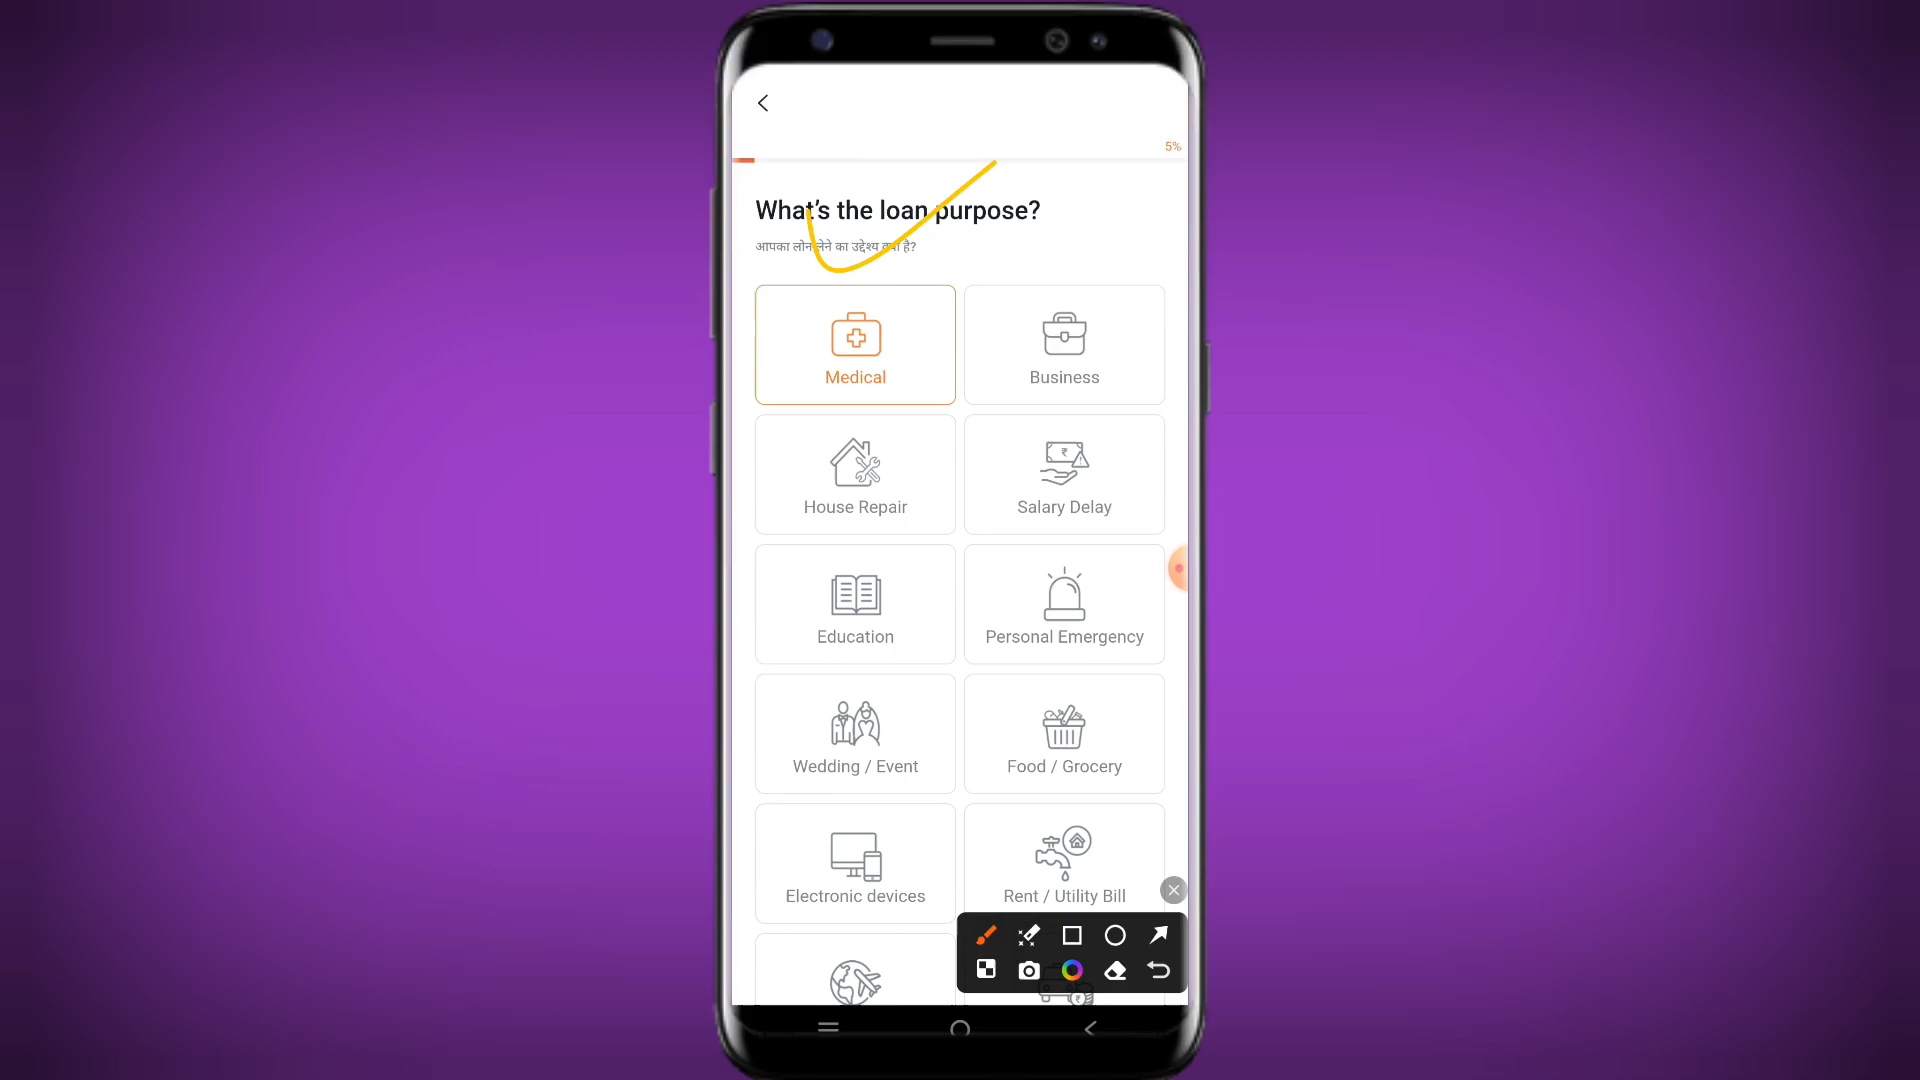 5%
What's the loan purpose?
आपका लोन लेने का उद्देश्य क्या है?
Medical
Business
House Repair
Salary Delay
Education
Personal Emergency
Wedding / Event
Food / Grocery
Electronic devices
Rent / Utility Bill